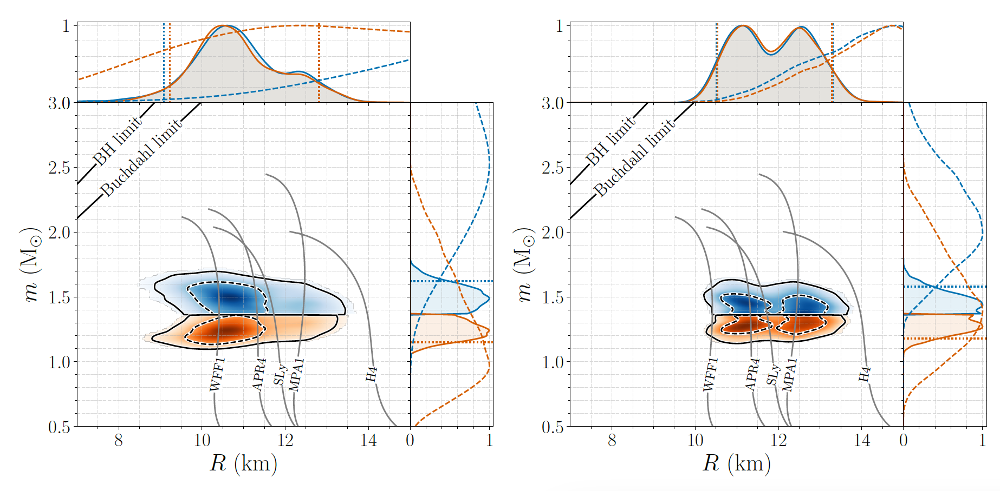 1
3.0
BH limit
Buchdahl limit
2.5
2.0
1.5
1.0
0.5
m (M⊙)
WFF1
APR4
SLy
MPA1
H4
8
10
12
14
0
1
R (km)
1
3.0
BH limit
Buchdahl limit
2.5
2.0
1.5
1.0
0.5
m (M⊙)
WFF1
APR4
SLy
MPA1
H4
8
10
12
14
0
1
R (km)